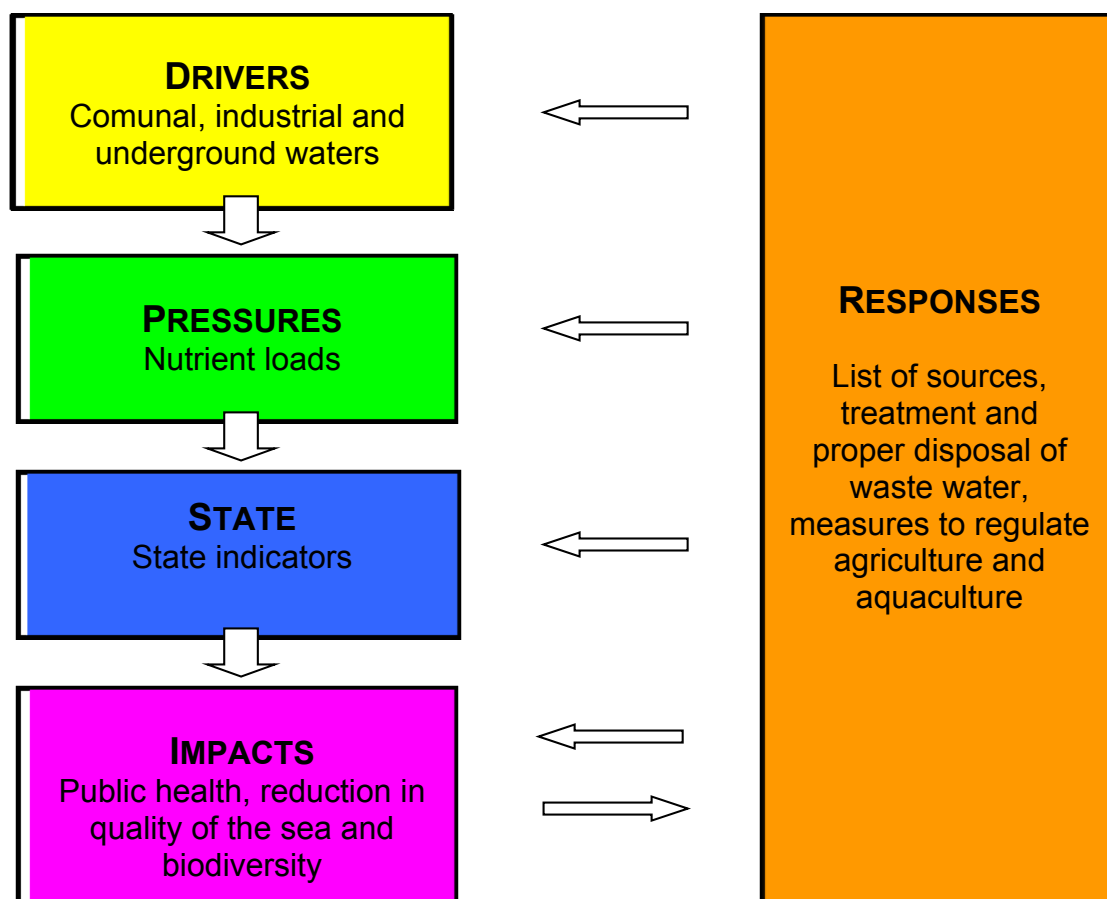 DRIVERS
Comunal, industrial and
underground waters
PRESSURES
Nutrient loads
STATE
State indicators
IMPACTS
Public health, reduction in
quality of the sea and
biodiversity
RESPONSES
List of sources,
treatment and
proper disposal of
waste water,
measures to regulate
agriculture and
aquaculture